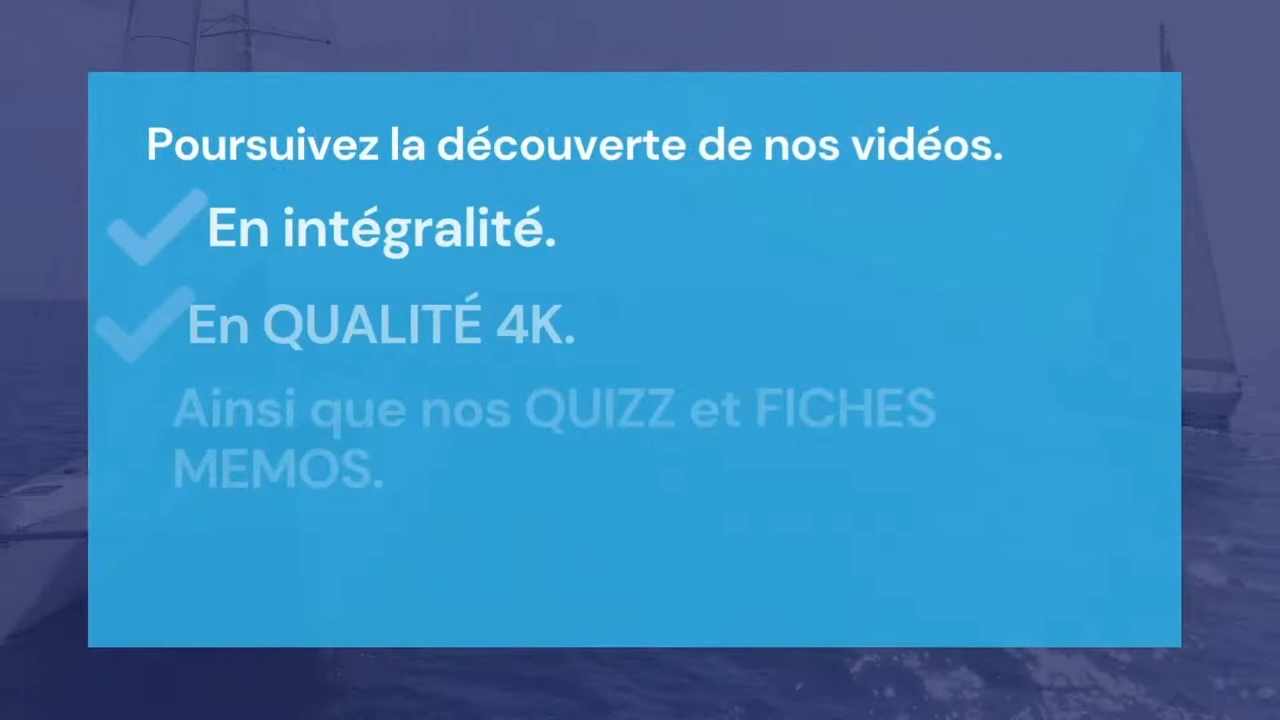 Poursuivez la découverte de nos vidéos.
En intégralité.
En QUALITÉ 4K.
Ainsi que nos QUIZZ et FICHES
MEMOS.